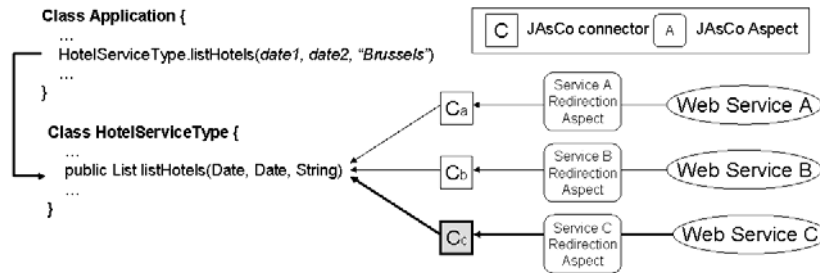 Class Application {
...
HotelServiceType.listHotels(date1, date2, “Brussels”)
...
}
C JAsCo connector A JAsCo Aspect
Class HotelServiceType {
...
public List listHotels(Date, Date, String)
...
}
Ca
Service A
Redirection
Aspect
Web Service A
Cb
Service B
Redirection
Aspect
Web Service B
Cc
Service C
Redirection
Aspect
Web Service C